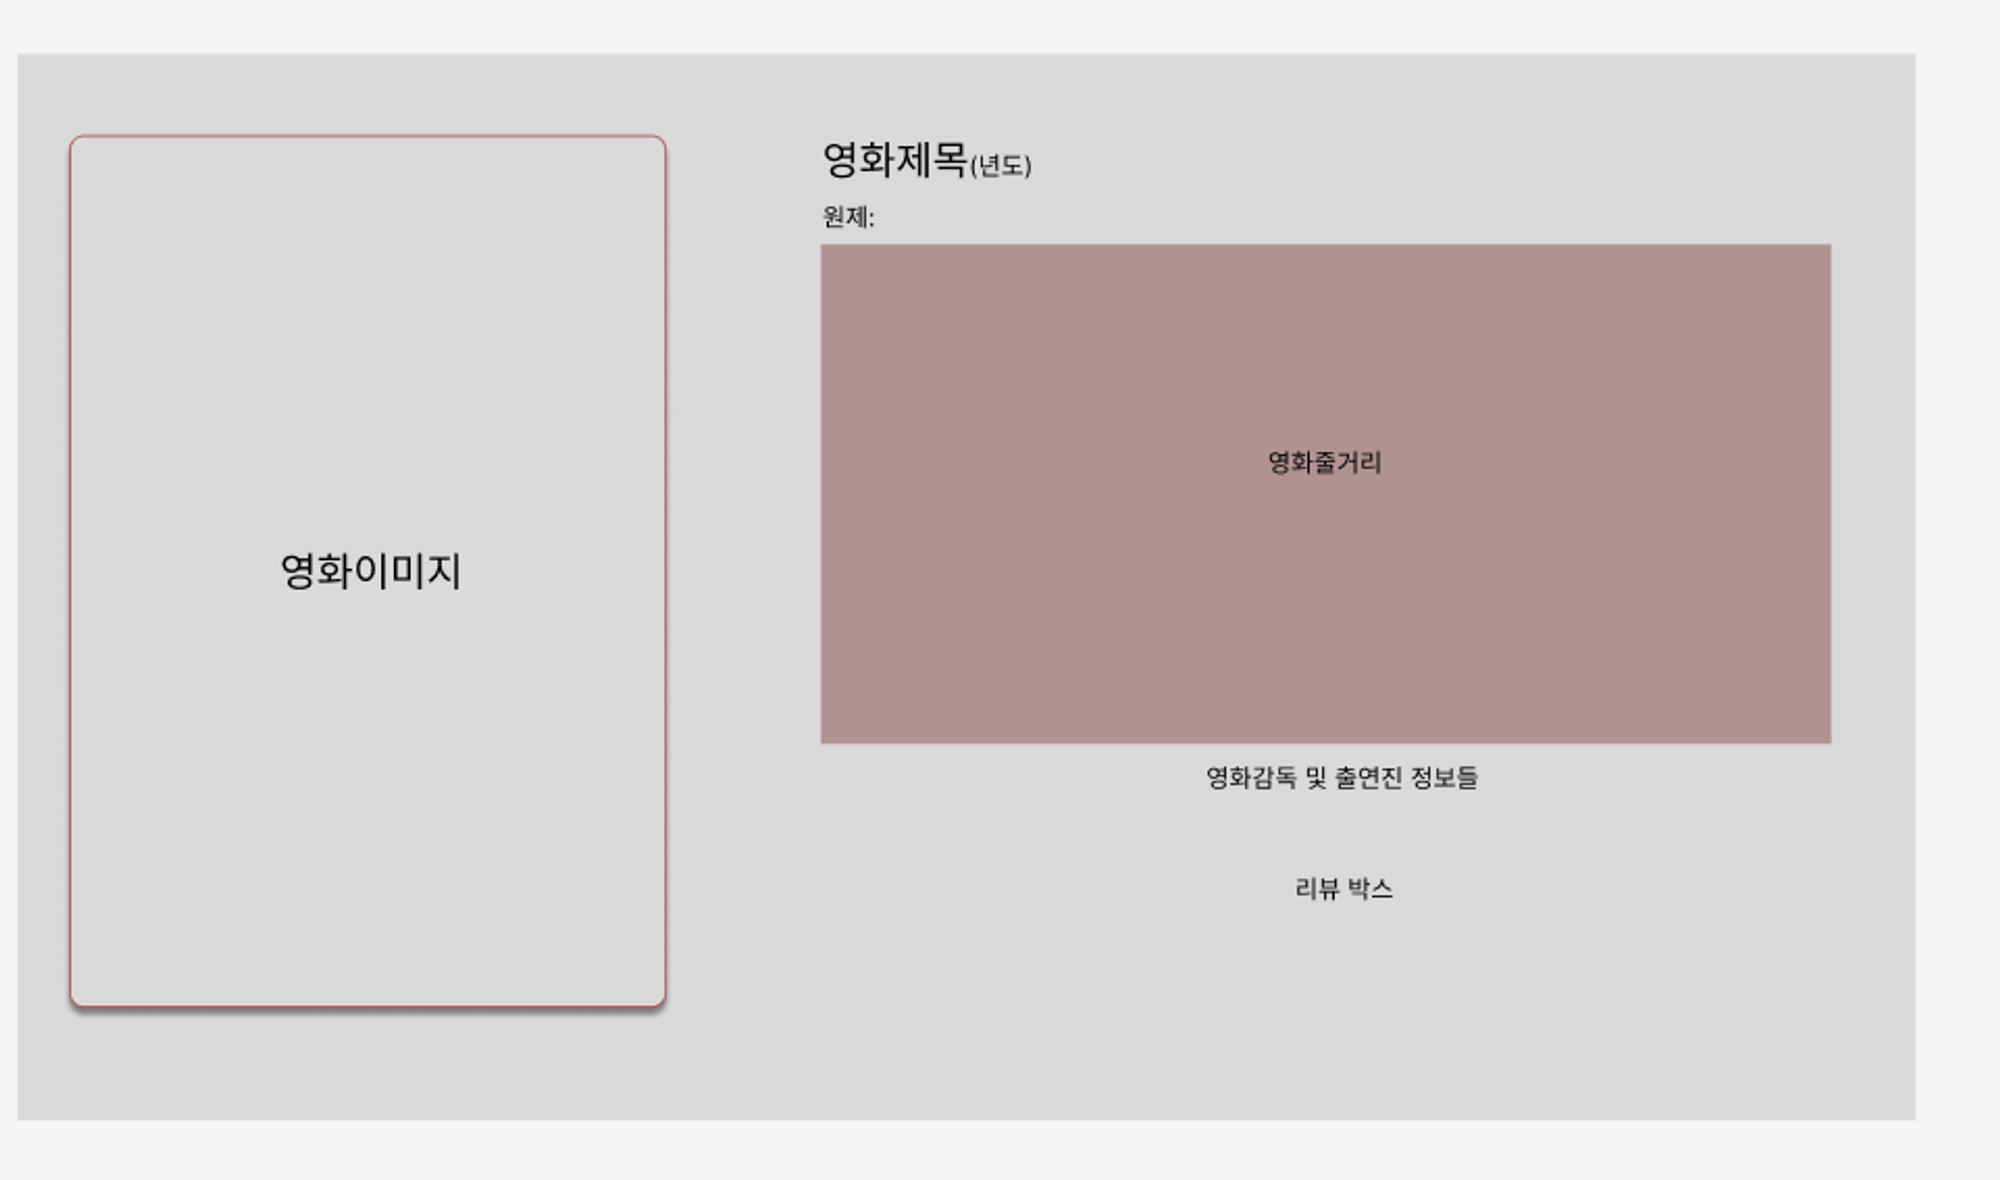 영화이미지
영화제목(년도)
원제:
영화줄거리
영화감독 및 출연진 정보들
리뷰 박스